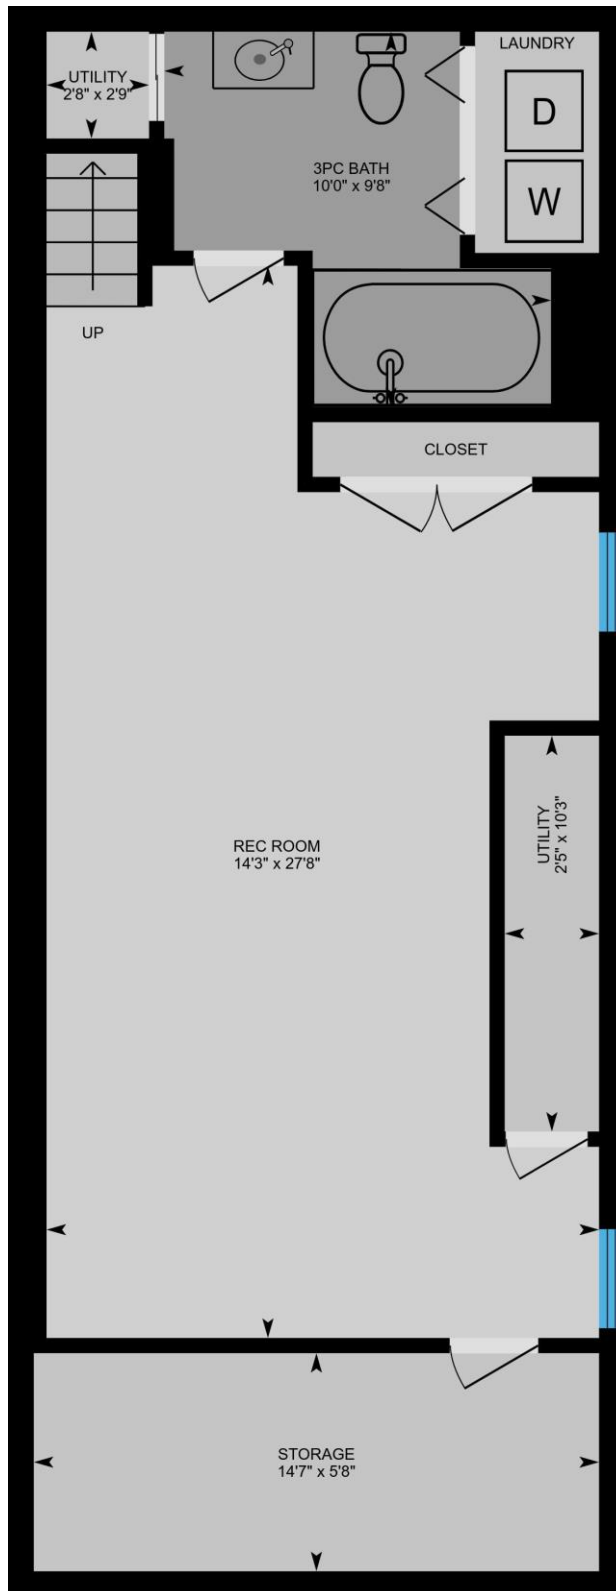 LAUNDRY
UTILITY
2'8" x 2'9"
D
3PC BATH
10'0" x 9'8"
W
UP
CLOSET
UTILITY
2'5" x 10'3"
REC ROOM
14'3" x 27'8"
STORAGE
14'7" x 5'8"